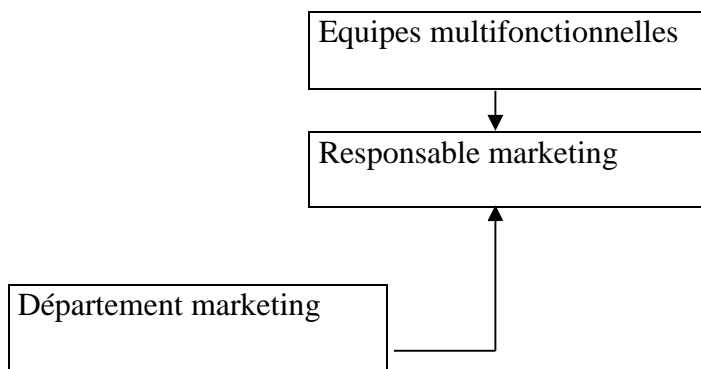 Equipes multifonctionnelles
Responsable marketing
Département marketing